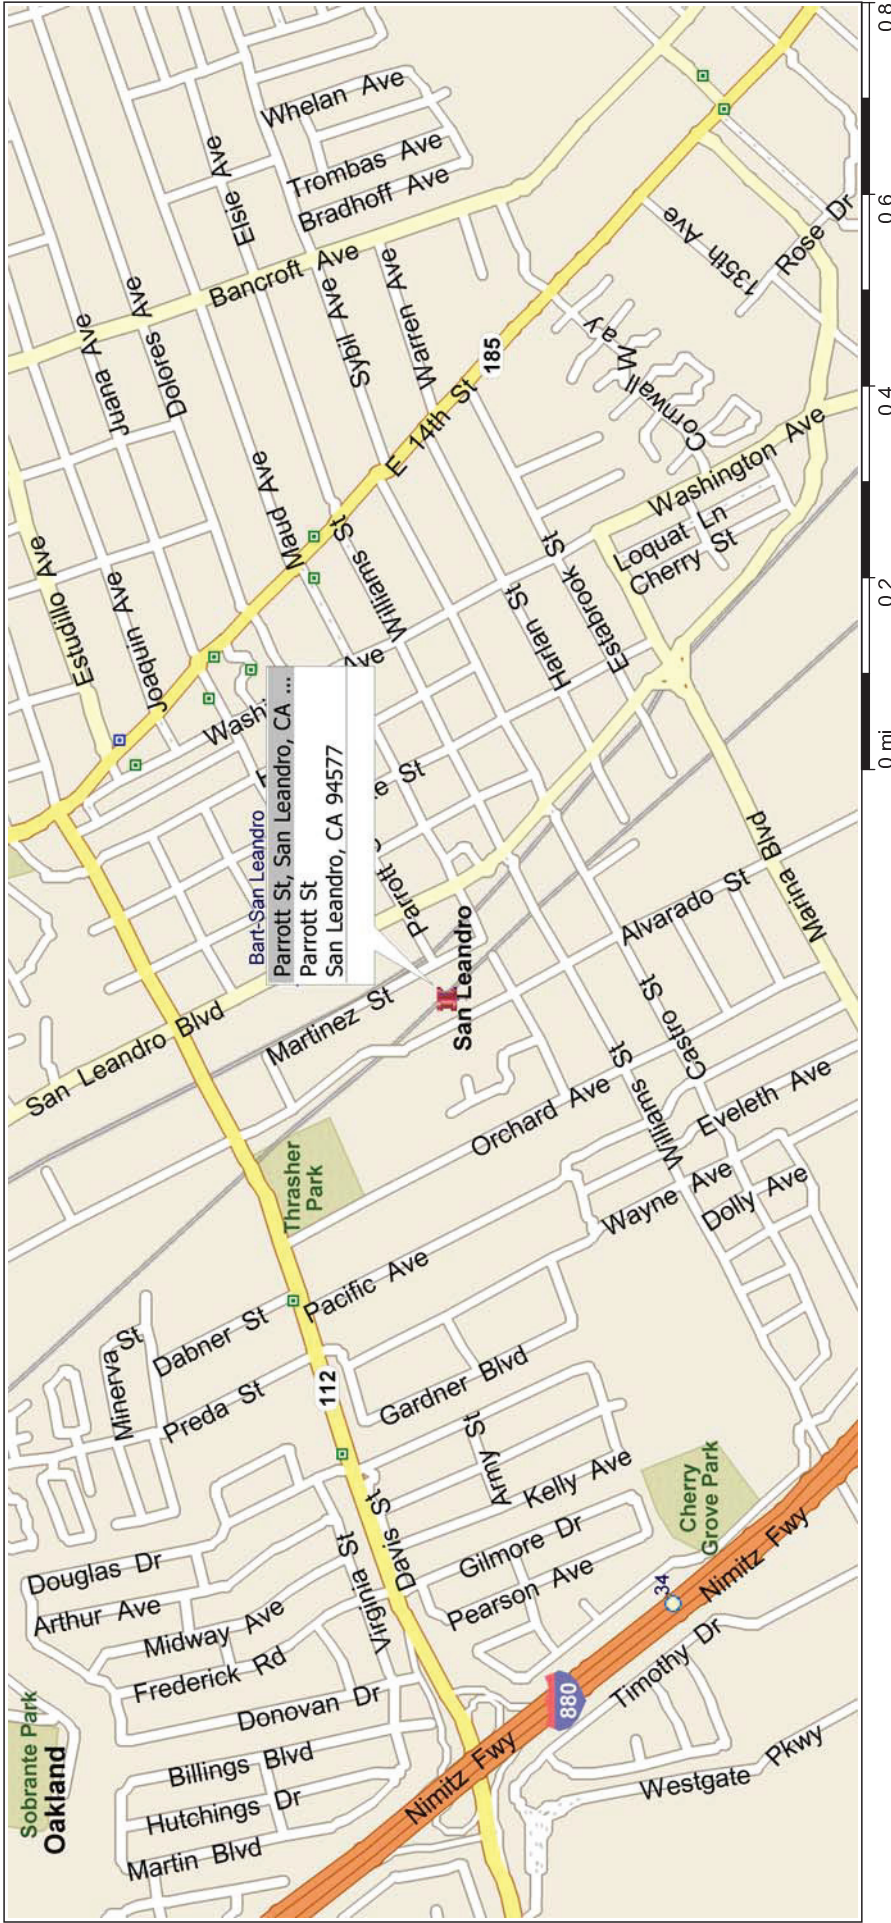 Whelan Ave
Trombas Ave
Bradhoff Ave
Elsie Ave
Bancroft Ave
Juana Ave
Dolores Ave
Sybil Ave
Warren Ave
135th Ave
Rose Dr
185
E 14th St
Cornwall Way
Washington Ave
Loquat Ln
Cherry St
Estudillo Ave
Joaquin Ave
Maud Ave
Williams St
Harlan St
Estabrook St
Washi
Ave
e St
Parrott
Bart-San Leandro
Parrott St, San Leandro, CA ...
Parrott St
San Leandro, CA 94577
San Leandro
San Leandro Blvd
Martinez St
Alvarado St
Marina Blvd
Castro St
Williams St
Orchard Ave
Eveleth Ave
Wayne Ave
Dolly Ave
Thrasher
Park
Pacific Ave
Dabner St
Minerva St
Preda St
112
Gardner Blvd
Army St
Kelly Ave
Cherry
Grove Park
Gilmore Dr
Pearson Ave
Davis St
Virginia St
Douglas Dr
Arthur Ave
Midway Ave
Frederick Rd
Donovan Dr
Billings Blvd
Hutchings Dr
Martin Blvd
Sobrante Park
Oakland
34
Nimitz Fwy
880
Nimitz Fwy
Timothy Dr
Westgate Pkwy
0 mi
0.2
0.4
0.6
0.8